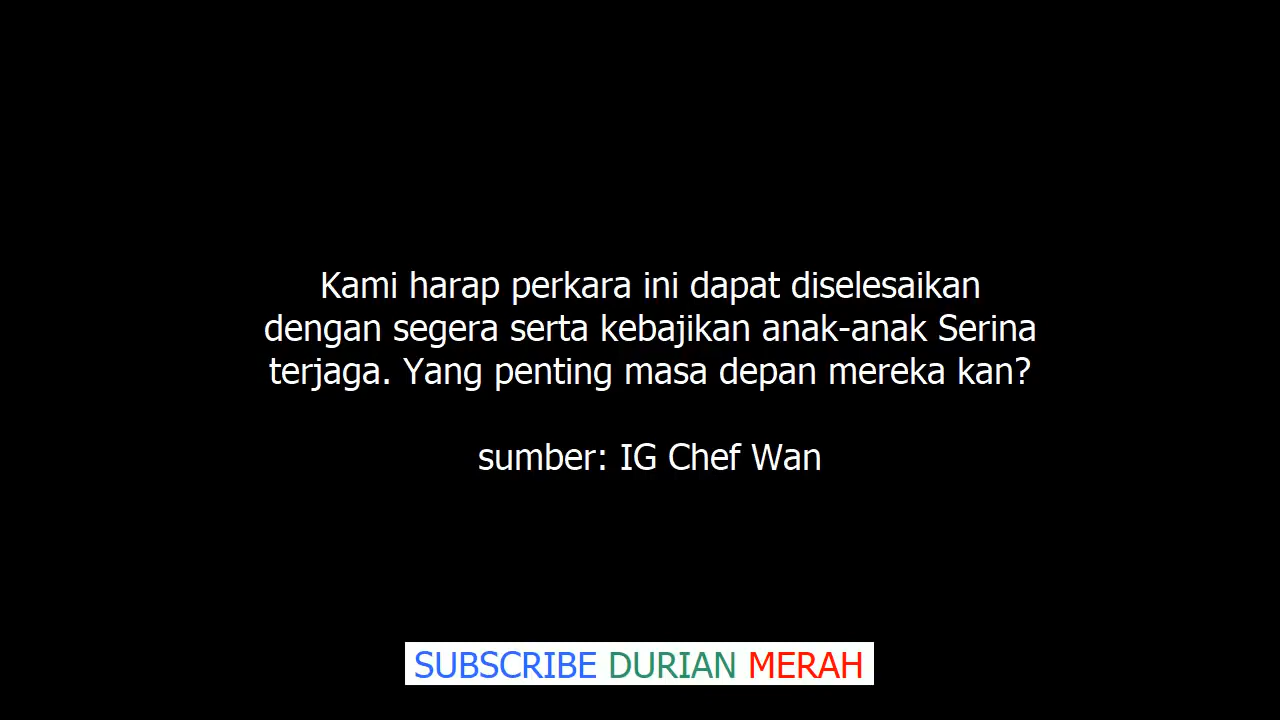 Kami harap perkara ini dapat diselesaikan
dengan segera serta kebajikan anak-anak Serina
terjaga. Yang penting masa depan mereka kan?
sumber: IG Chef Wan
SUBSCRIBE DURIAN MERAH